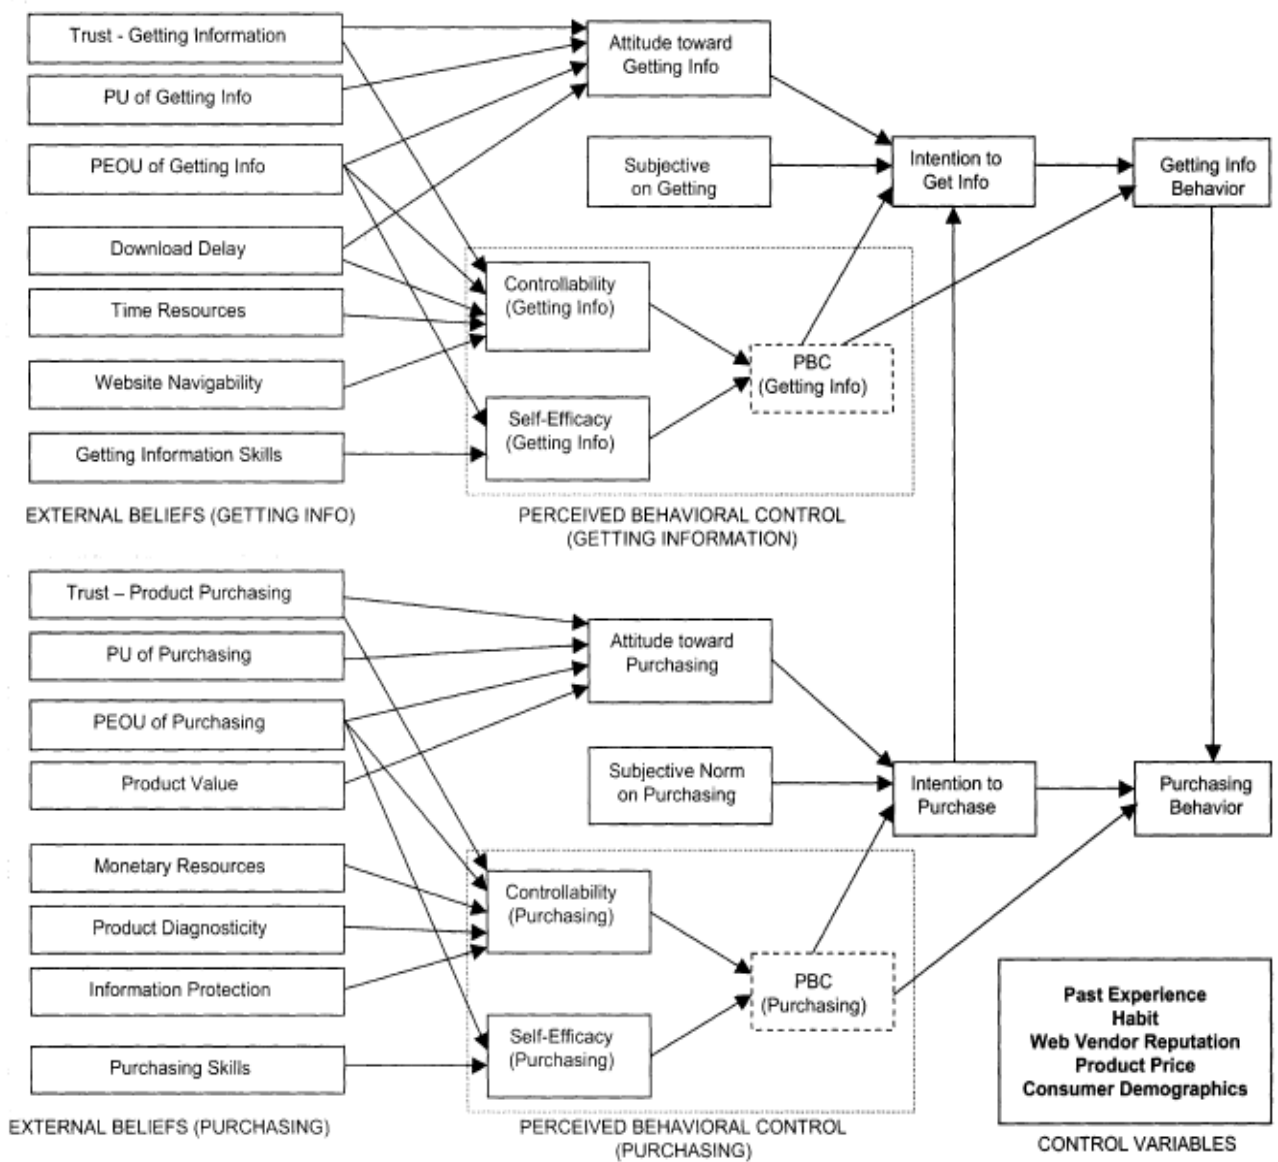 Trust - Getting Information
PU of Getting Info
PEOU of Getting Info
Download Delay
Time Resources
Website Navigability
Getting Information Skills
EXTERNAL BELIEFS (GETTING INFO)
Attitude toward
Getting Info
Subjective
on Getting
Controllability
(Getting Info)
Self-Efficacy
(Getting Info)
PBC
(Getting Info)
PERCEIVED BEHAVIORAL CONTROL
(GETTING INFORMATION)
Intention to
Get Info
Getting Info
Behavior
Trust – Product Purchasing
PU of Purchasing
PEOU of Purchasing
Product Value
Monetary Resources
Product Diagnosticity
Information Protection
Purchasing Skills
EXTERNAL BELIEFS (PURCHASING)
Attitude toward
Purchasing
Subjective Norm
on Purchasing
Controllability
(Purchasing)
Self-Efficacy
(Purchasing)
PBC
(Purchasing)
PERCEIVED BEHAVIORAL CONTROL
(PURCHASING)
Intention to
Purchase
Purchasing
Behavior
Past Experience
Habit
Web Vendor Reputation
Product Price
Consumer Demographics
CONTROL VARIABLES